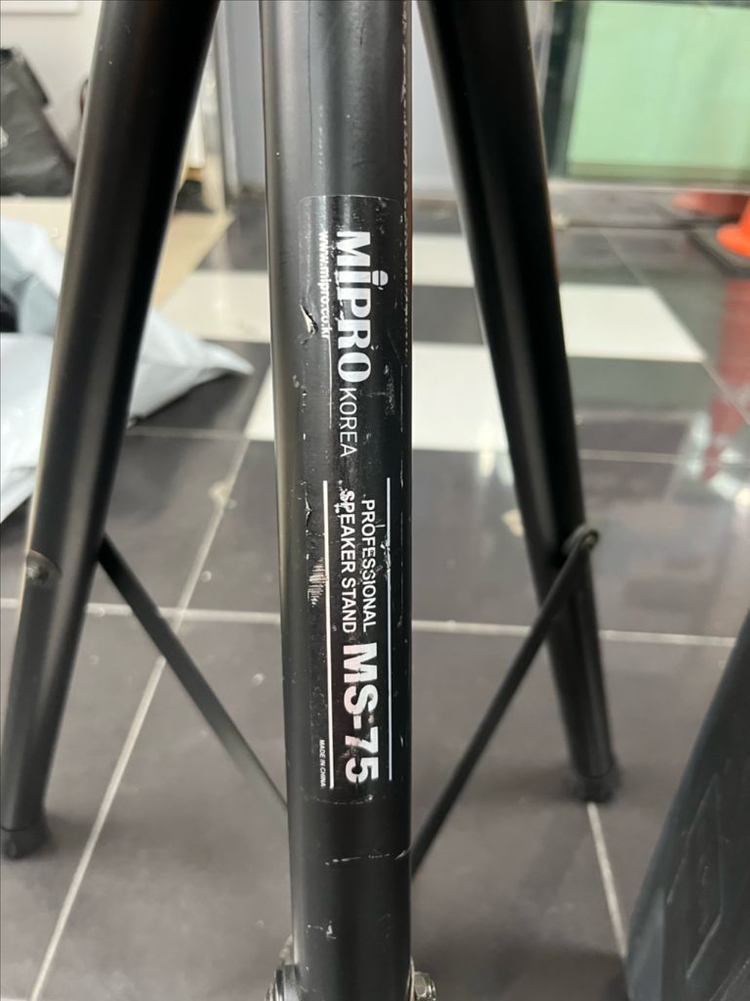 MiPRO KOREA
www.mipro.co.kr
PROFESSIONAL
SPEAKER STAND
MS-75
MADE IN CHINA